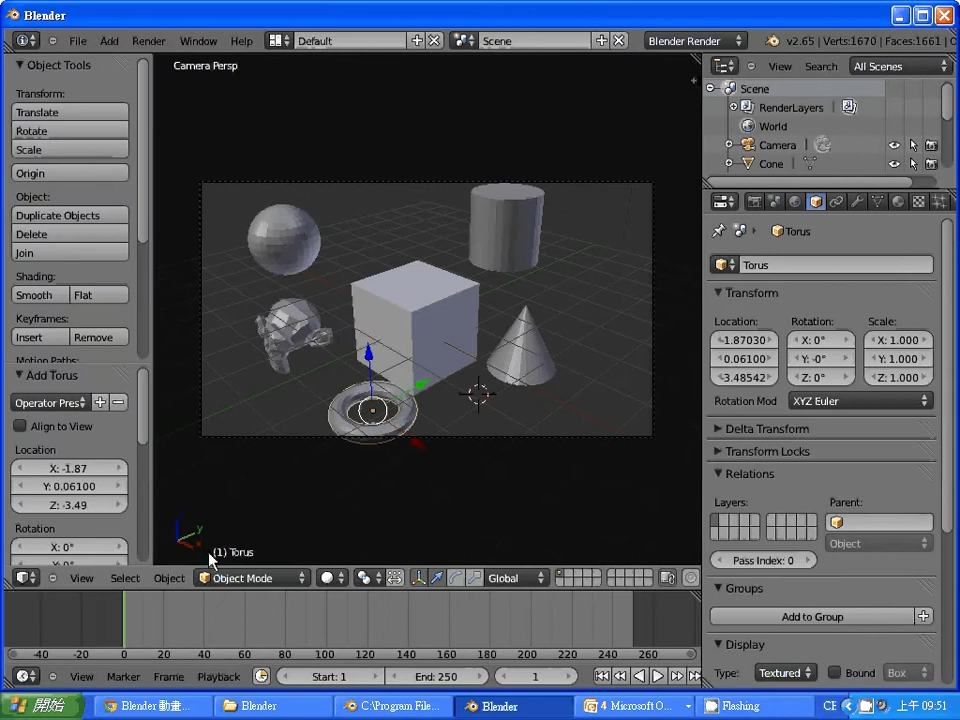 Blender
File Add Render Window Help Default Scene Blender Render v2.65 | Verts:1670 | Faces:1661 |
Object Tools
Transform:
Translate
Rotate
Scale
Origin
Object:
Duplicate Objects
Delete
Join
Shading:
Smooth Flat
Keyframes:
Insert Remove
Motion Paths:
Add Torus
Operator Pres
Align to View
Location
X: -1.87
Y: 0.06100
Z: -3.49
Rotation
X: 0°
Camera Persp
(1) Torus
View Select Object Object Mode Global
-40 -20 0 20 40 60 80 100 120 140 160 180 200 220 240 260
View Marker Frame Playback Start: 1 End: 250 1
View Search All Scenes
Scene
RenderLayers
World
Camera
Cone
Torus
Torus
Transform
Location: Rotation: Scale:
-1.87030 X: 0° X: 1.000
0.06100 Y: -0° Y: 1.000
-3.48542 Z: 0° Z: 1.000
Rotation Mod XYZ Euler
Delta Transform
Transform Locks
Relations
Layers: Parent:
Object
Pass Index: 0
Groups
Add to Group
Display
Type: Textured Bound Box
開始 Blender 動畫... Blender C:\Program File... Blender 4 Microsoft O... Flashing CH 上午 09:51